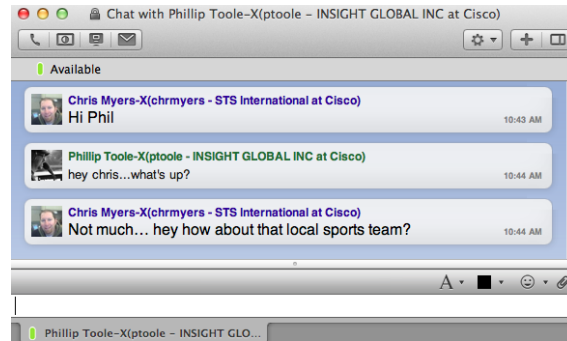 Chat with Phillip Toole-X(ptoole - INSIGHT GLOBAL INC at Cisco)
Available
Chris Myers-X(chrmyers - STS International at Cisco)
Hi Phil
10:43 AM
Phillip Toole-X(ptoole - INSIGHT GLOBAL INC at Cisco)
hey chris...what's up?
10:44 AM
Chris Myers-X(chrmyers - STS International at Cisco)
Not much... hey how about that local sports team?
10:44 AM
A
Phillip Toole-X(ptoole - INSIGHT GLO...